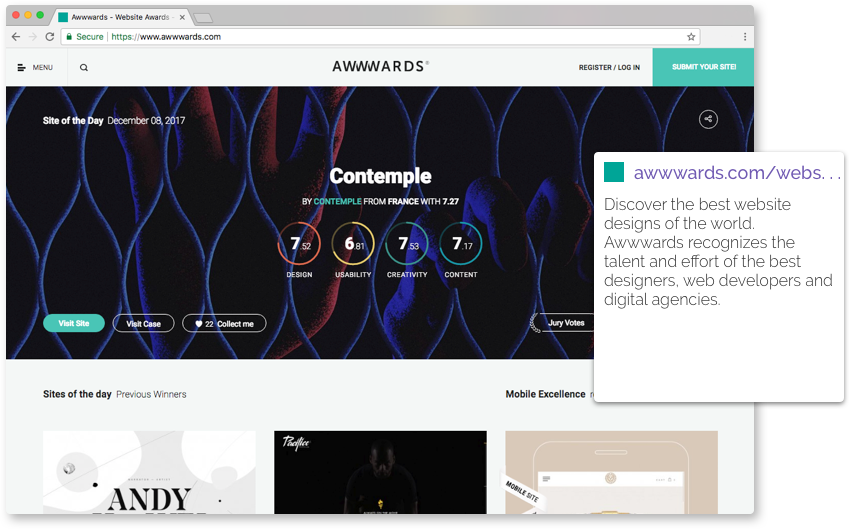 Awwwards - Website Awards -
Secure https://www.awwwards.com
MENU
AWWWARDS®
REGISTER / LOG IN
SUBMIT YOUR SITE!
Site of the Day December 08, 2017
Contemple
BY CONTEMPLE FROM FRANCE WITH 7.27
7.52 6.81 7.53 7.17
DESIGN USABILITY CREATIVITY CONTENT
Visit Site Visit Case 22 Collect me Jury Votes
awwwards.com/webs...
Discover the best website
designs of the world.
Awwwards recognizes the
talent and effort of the best
designers, web developers and
digital agencies.
Sites of the day Previous Winners
Mobile Excellence
Pacifica
ANDY
MOBILE SITE